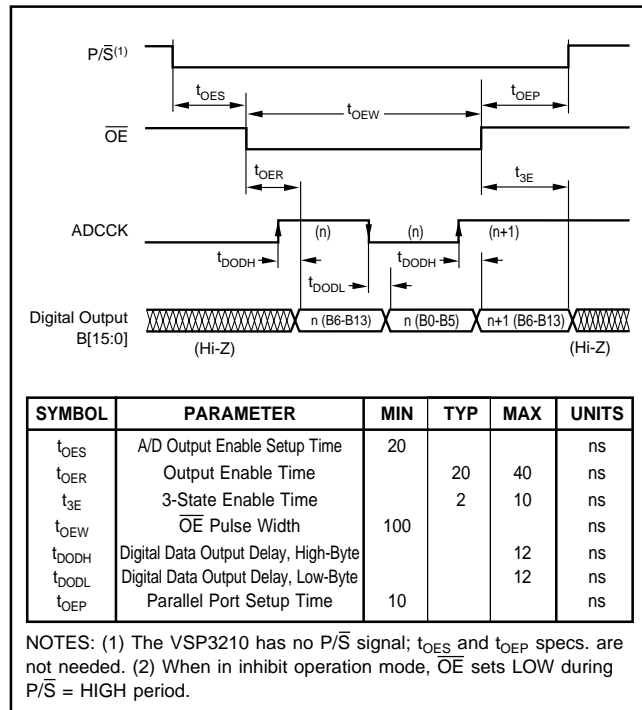 P/S̅(1)
tOES
tOEW
tOEP
O̅E̅
tOER
t3E
ADCCK
(n)
(n)
(n+1)
tDODH
tDODL
tDODH
Digital Output
B[15:0]
n (B6-B13)
n (B0-B5)
n+1 (B6-B13)
(Hi-Z)
(Hi-Z)
SYMBOL PARAMETER MIN TYP MAX UNITS
tOES A/D Output Enable Setup Time 20 ns
tOER Output Enable Time 20 40 ns
t3E 3-State Enable Time 2 10 ns
tOEW O̅E̅ Pulse Width 100 ns
tDODH Digital Data Output Delay, High-Byte 12 ns
tDODL Digital Data Output Delay, Low-Byte 12 ns
tOEP Parallel Port Setup Time 10 ns
NOTES: (1) The VSP3210 has no P/S̅ signal; tOES and tOEP specs. are
not needed. (2) When in inhibit operation mode, O̅E̅ sets LOW during
P/S̅ = HIGH period.